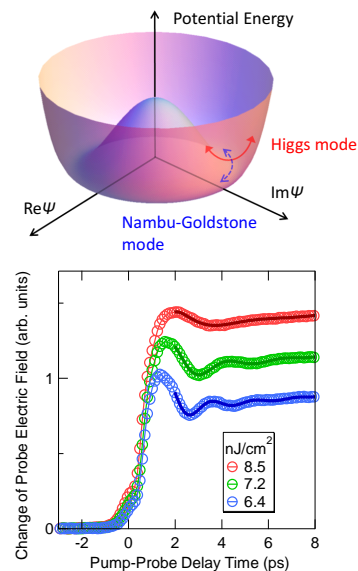 Potential Energy
Higgs mode
ReΨ
ImΨ
Nambu-Goldstone
mode
Change of Probe Electric Field (arb. units)
1
0
nJ/cm²
8.5
7.2
6.4
-2 0 2 4 6 8
Pump-Probe Delay Time (ps)